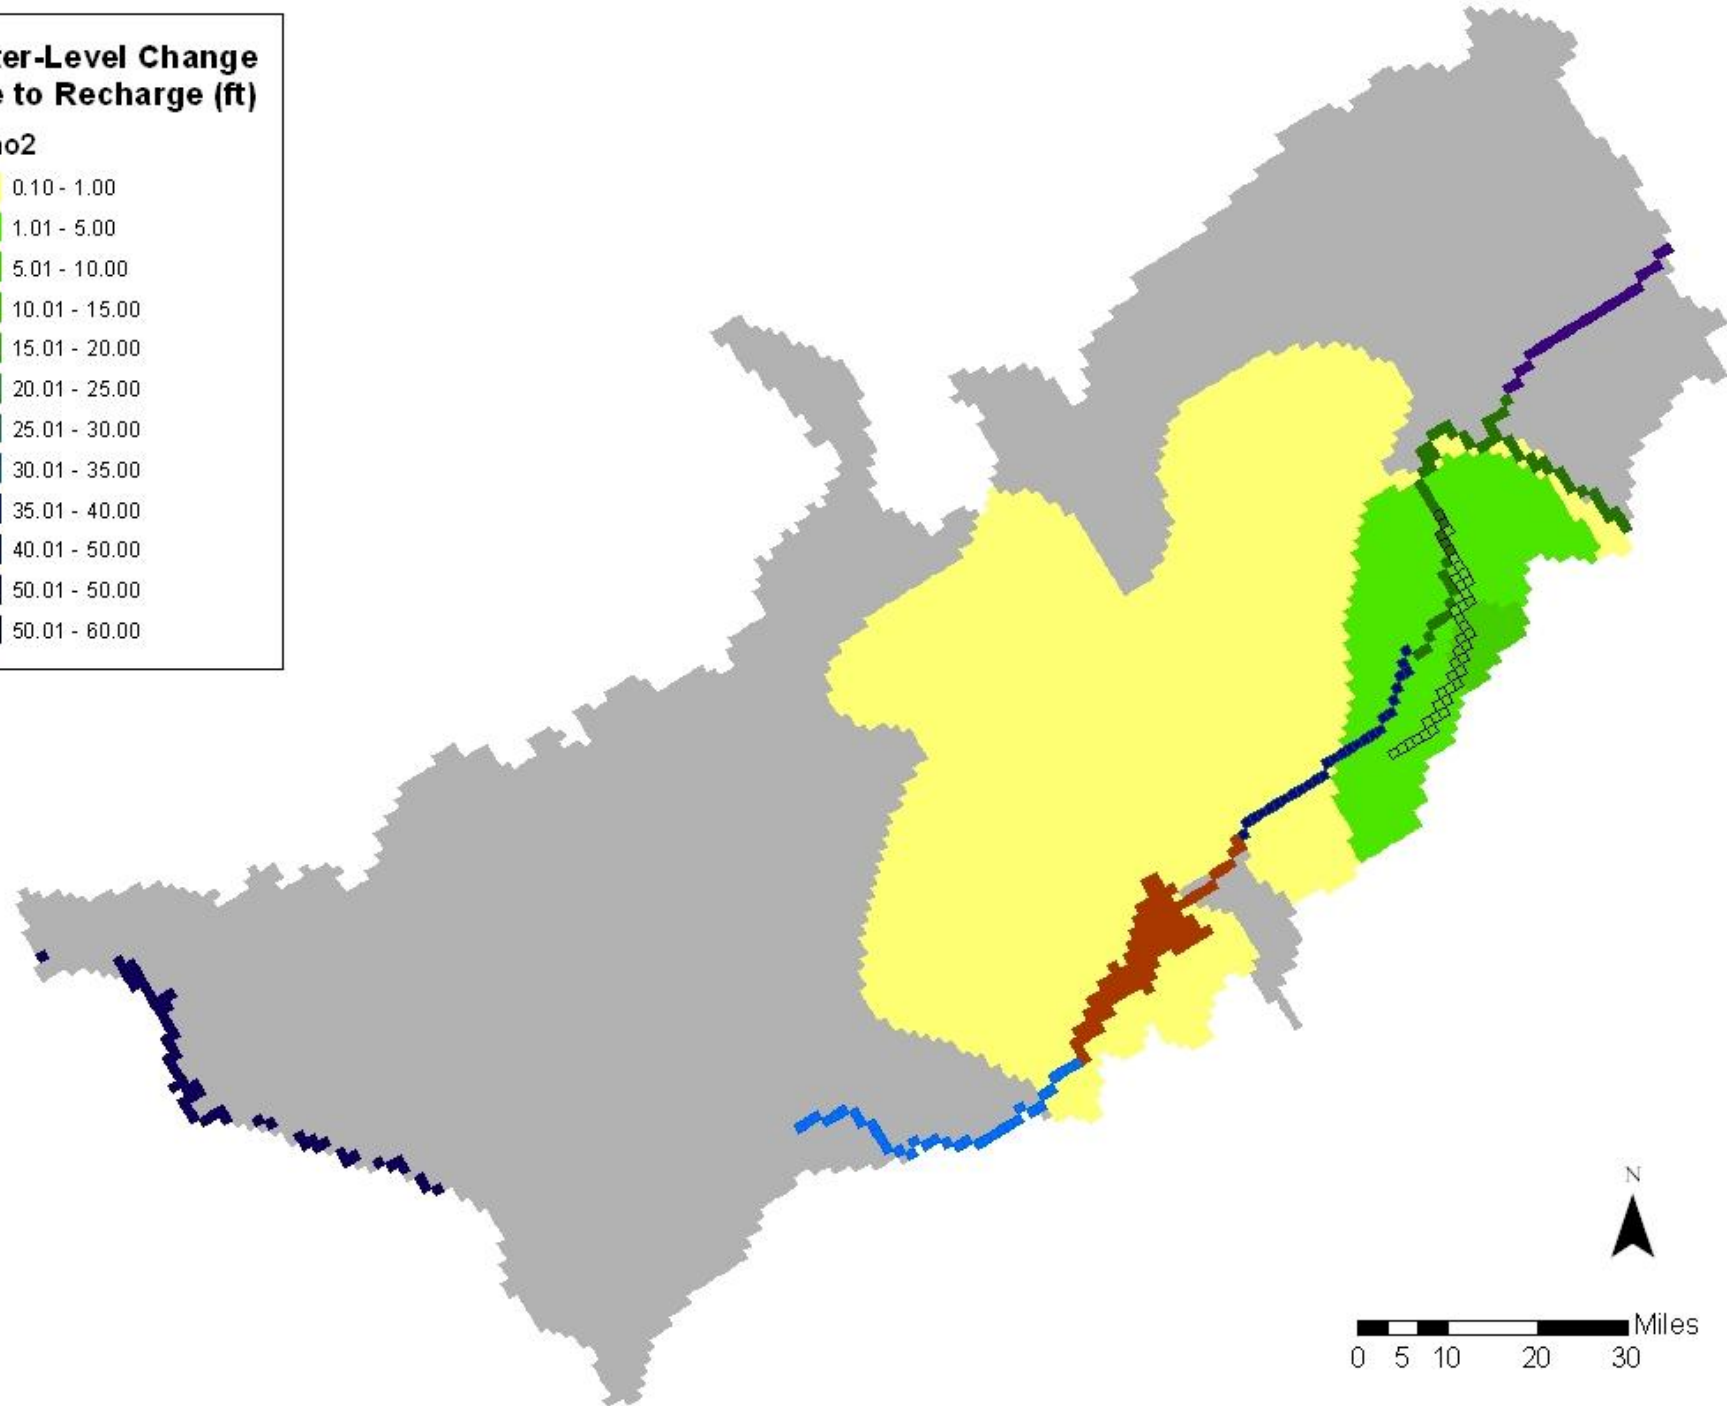 ter-Level Change
e to Recharge (ft)
no2
0.10 - 1.00
1.01 - 5.00
5.01 - 10.00
10.01 - 15.00
15.01 - 20.00
20.01 - 25.00
25.01 - 30.00
30.01 - 35.00
35.01 - 40.00
40.01 - 50.00
50.01 - 50.00
50.01 - 60.00
N
Miles
0 5 10 20 30